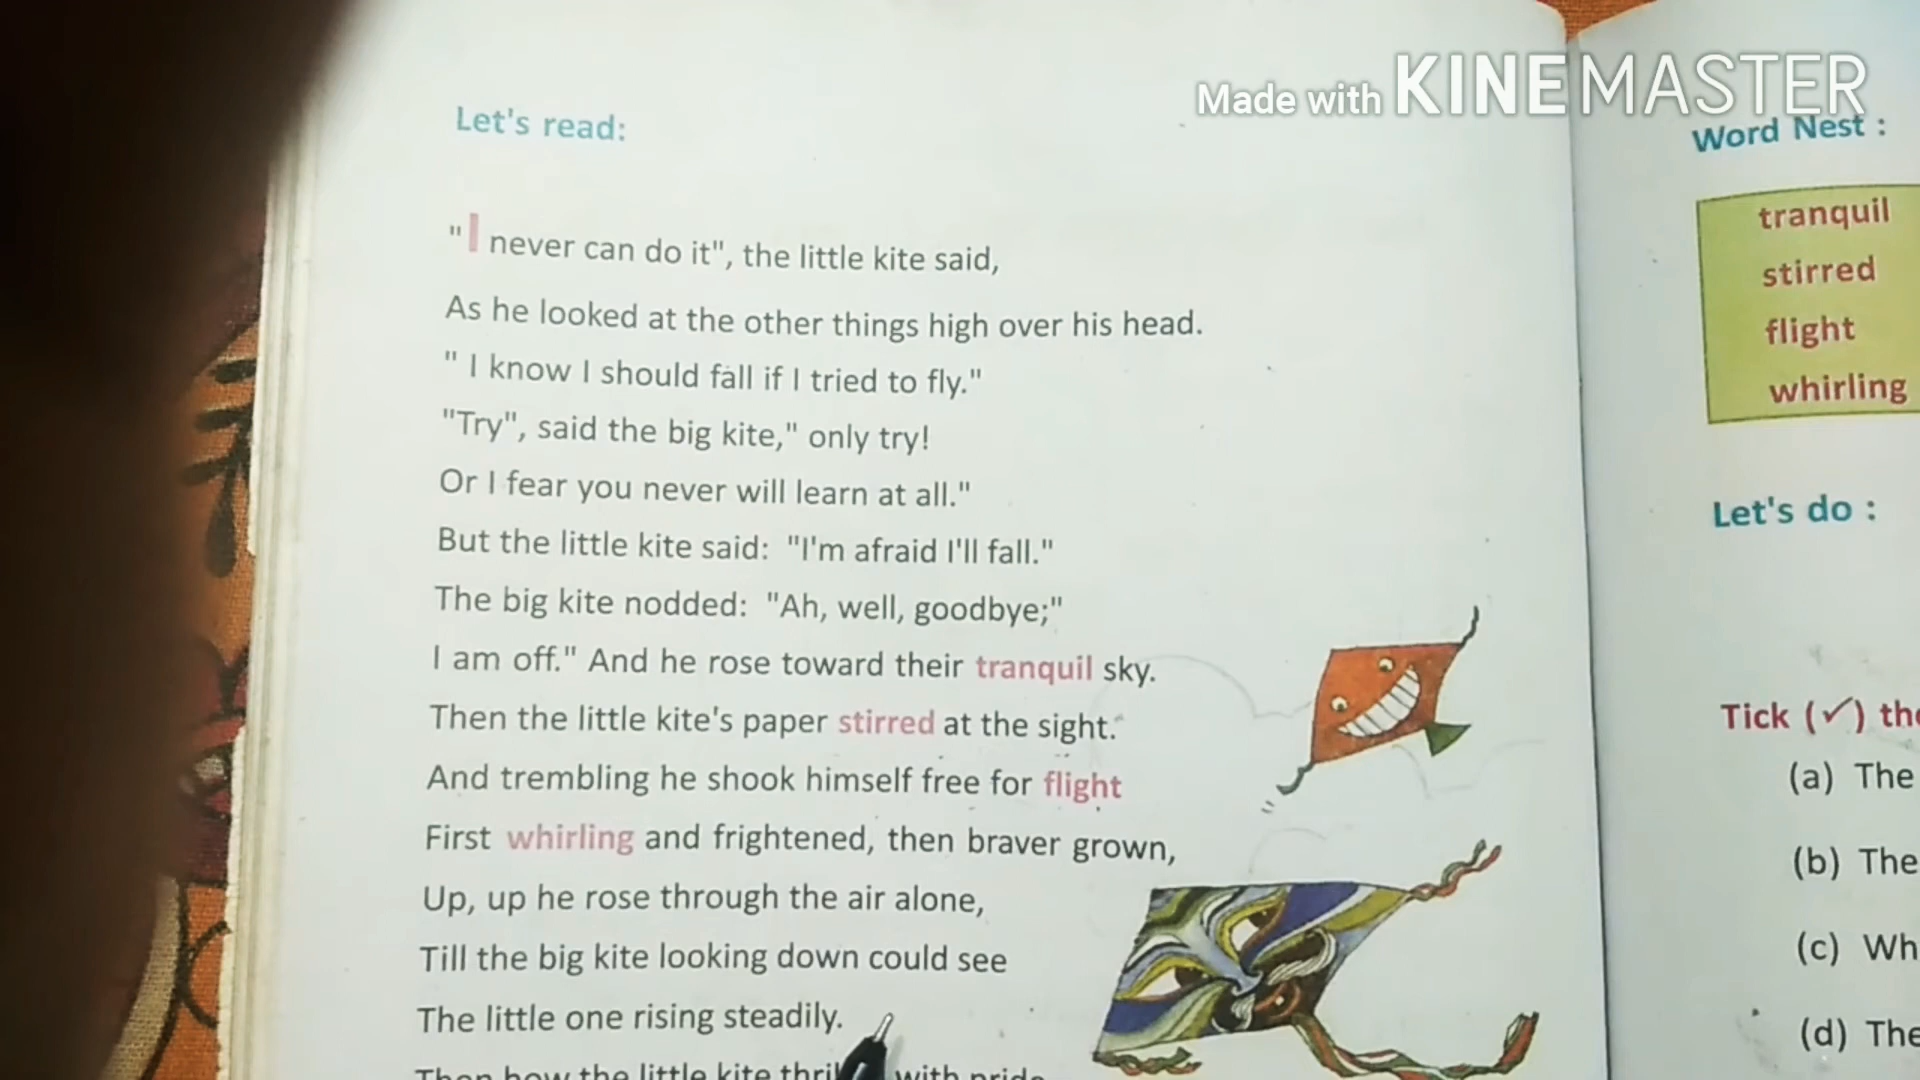 Made with KINEMASTER
Let's read:
"I never can do it", the little kite said,
As he looked at the other things high over his head.
" I know I should fall if I tried to fly."
"Try", said the big kite," only try!
Or I fear you never will learn at all."
But the little kite said: "I'm afraid I'll fall."
The big kite nodded: "Ah, well, goodbye;"
I am off." And he rose toward their tranquil sky.
Then the little kite's paper stirred at the sight.
And trembling he shook himself free for flight
First whirling and frightened, then braver grown,
Up, up he rose through the air alone,
Till the big kite looking down could see
The little one rising steadily.
how the little kite with
Word Nest :
tranquil
stirred
flight
whirling
Let's do :
Tick (✓)
(a) The
(b) The
(c)
(d) The